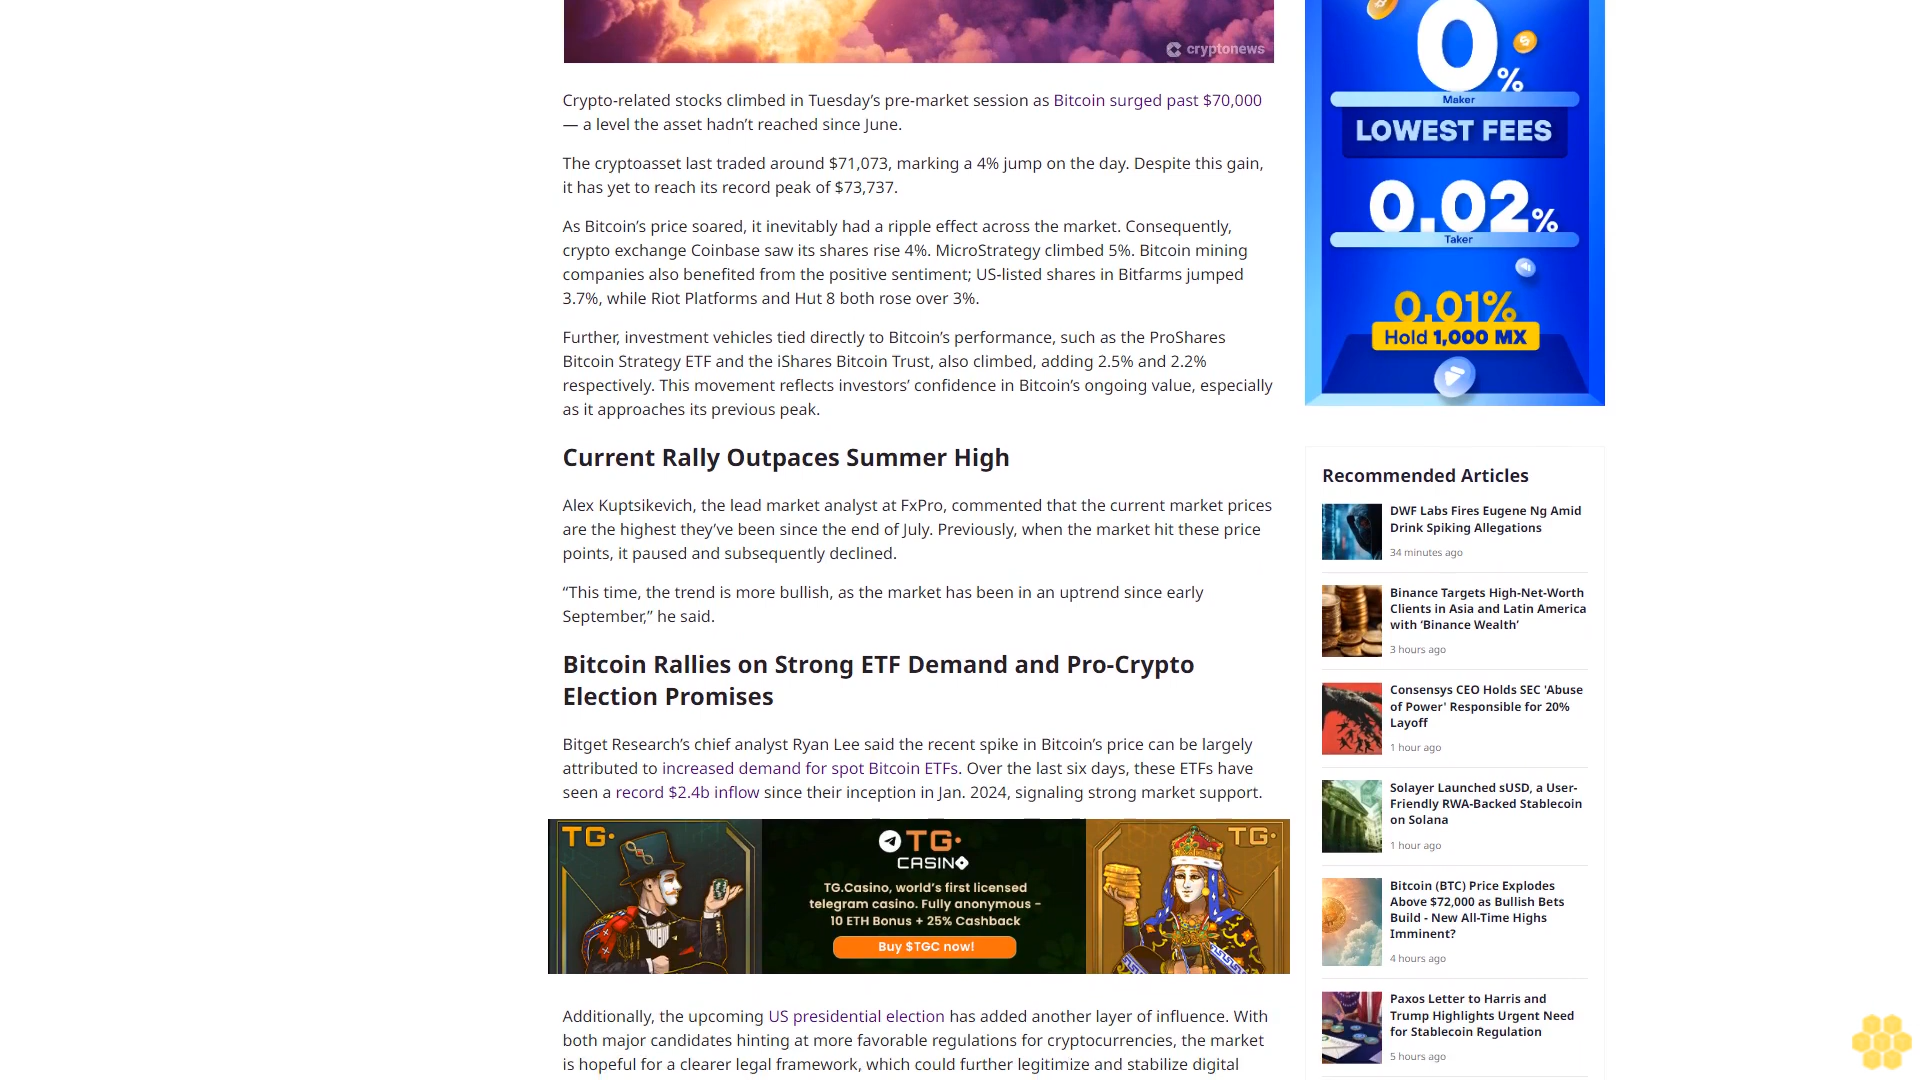 cryptonews
Crypto-related stocks climbed in Tuesday’s pre-market session as Bitcoin surged past $70,000
— a level the asset hadn’t reached since June.
The cryptoasset last traded around $71,073, marking a 4% jump on the day. Despite this gain,
it has yet to reach its record peak of $73,737.
As Bitcoin’s price soared, it inevitably had a ripple effect across the market. Consequently,
crypto exchange Coinbase saw its shares rise 4%. MicroStrategy climbed 5%. Bitcoin mining
companies also benefited from the positive sentiment; US-listed shares in Bitfarms jumped
3.7%, while Riot Platforms and Hut 8 both rose over 3%.
Further, investment vehicles tied directly to Bitcoin’s performance, such as the ProShares
Bitcoin Strategy ETF and the iShares Bitcoin Trust, also climbed, adding 2.5% and 2.2%
respectively. This movement reflects investors’ confidence in Bitcoin’s ongoing value, especially
as it approaches its previous peak.
Current Rally Outpaces Summer High
Alex Kuptsikevich, the lead market analyst at FxPro, commented that the current market prices
are the highest they’ve been since the end of July. Previously, when the market hit these price
points, it paused and subsequently declined.
“This time, the trend is more bullish, as the market has been in an uptrend since early
September,” he said.
Bitcoin Rallies on Strong ETF Demand and Pro-Crypto
Election Promises
Bitget Research’s chief analyst Ryan Lee said the recent spike in Bitcoin’s price can be largely
attributed to increased demand for spot Bitcoin ETFs. Over the last six days, these ETFs have
seen a record $2.4b inflow since their inception in Jan. 2024, signaling strong market support.
TG.
TG.
CASINO
TG.Casino, world’s first licensed
telegram casino. Fully anonymous –
10 ETH Bonus + 25% Cashback
Buy $TGC now!
TG.
Additionally, the upcoming US presidential election has added another layer of influence. With
both major candidates hinting at more favorable regulations for cryptocurrencies, the market
is hopeful for a clearer legal framework, which could further legitimize and stabilize digital
0%
Maker
LOWEST FEES
0.02%
Taker
0.01%
Hold 1,000 MX
Recommended Articles
DWF Labs Fires Eugene Ng Amid
Drink Spiking Allegations
34 minutes ago
Binance Targets High-Net-Worth
Clients in Asia and Latin America
with ‘Binance Wealth’
3 hours ago
Consensys CEO Holds SEC 'Abuse
of Power' Responsible for 20%
Layoff
1 hour ago
Solayer Launched sUSD, a User-
Friendly RWA-Backed Stablecoin
on Solana
1 hour ago
Bitcoin (BTC) Price Explodes
Above $72,000 as Bullish Bets
Build - New All-Time Highs
Imminent?
4 hours ago
Paxos Letter to Harris and
Trump Highlights Urgent Need
for Stablecoin Regulation
5 hours ago